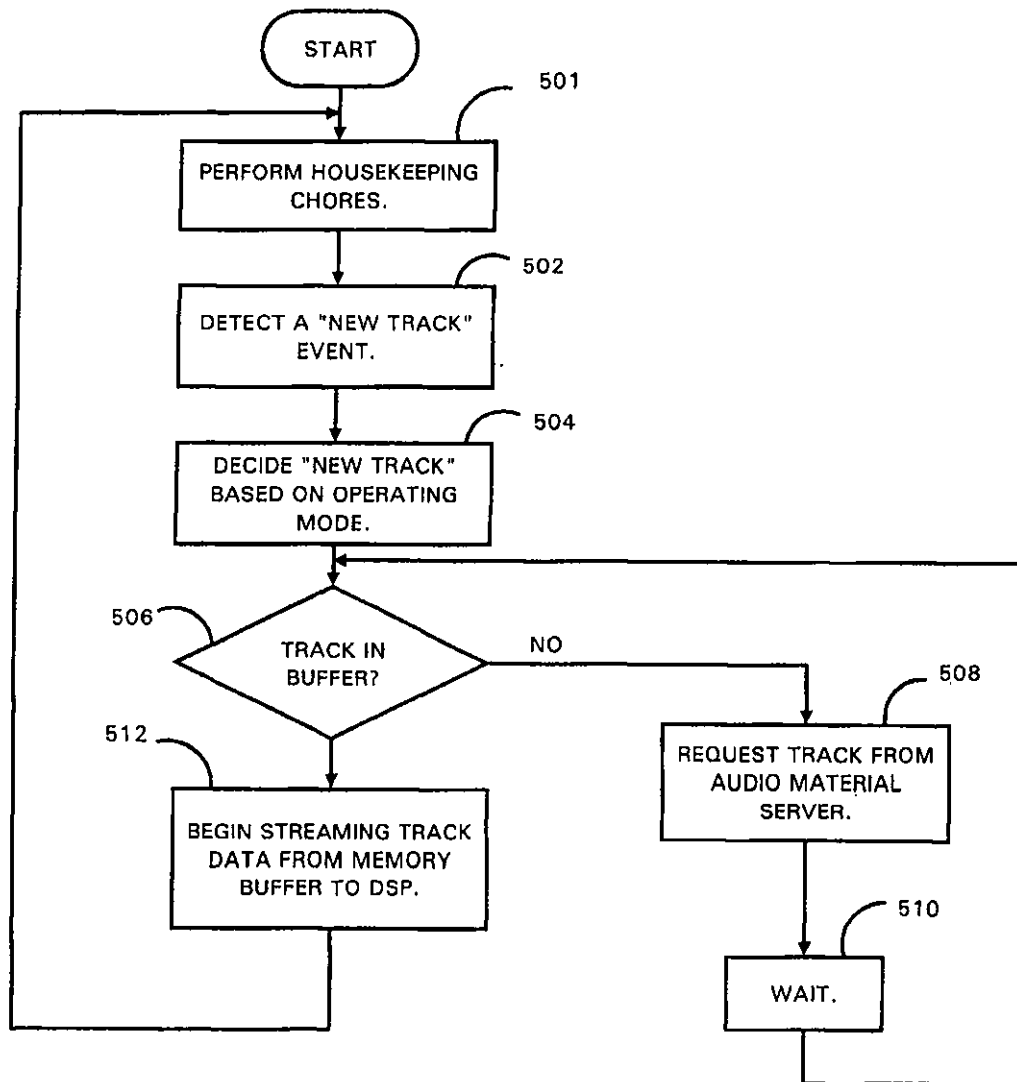 START
501
PERFORM HOUSEKEEPING
CHORES.
502
DETECT A "NEW TRACK"
EVENT.
504
DECIDE "NEW TRACK"
BASED ON OPERATING
MODE.
506
TRACK IN
BUFFER?
NO
508
REQUEST TRACK FROM
AUDIO MATERIAL
SERVER.
512
BEGIN STREAMING TRACK
DATA FROM MEMORY
BUFFER TO DSP.
510
WAIT.